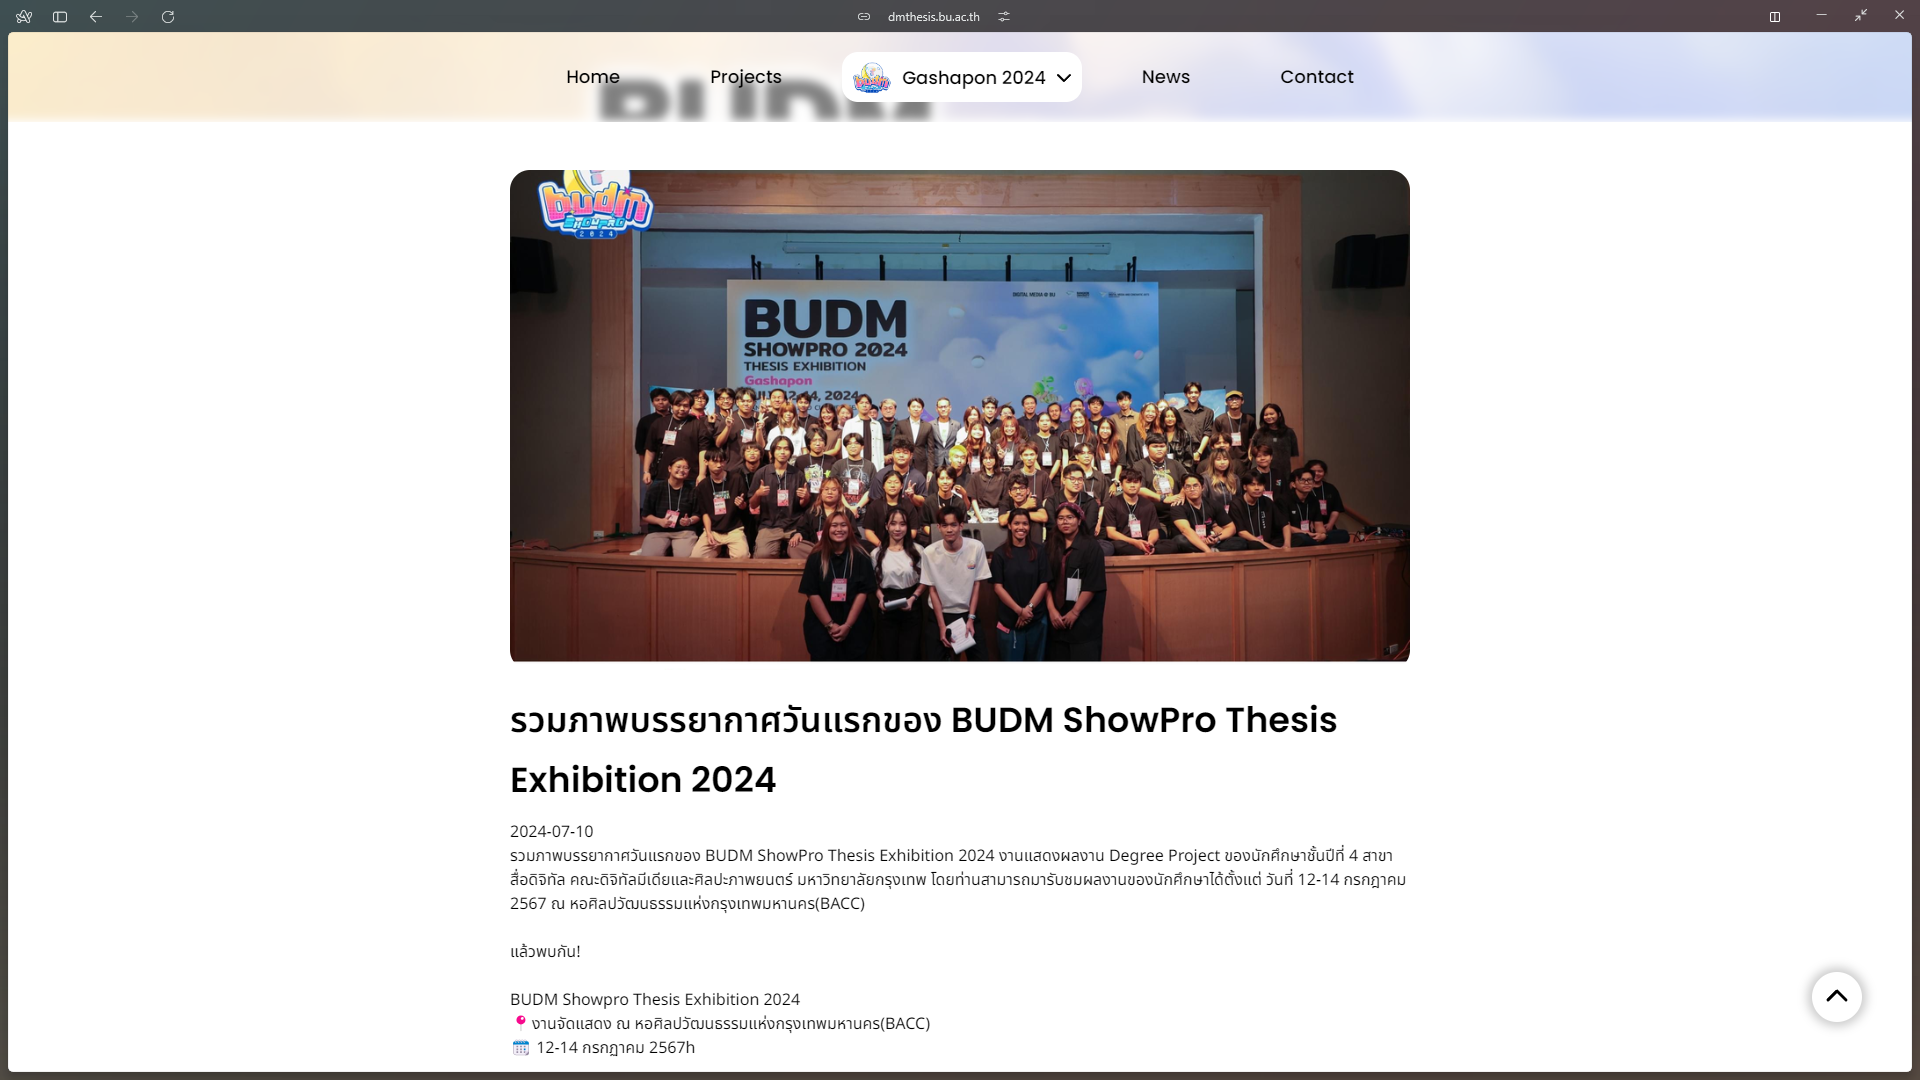 dmthesis.bu.ac.th
Home
Projects
Gashapon 2024
News
Contact
BUDM
budm
SHOWPRO
2024
DIGITAL MEDIA @ BU
BUDM
SHOWPRO 2024
THESIS EXHIBITION
Gashapon
12-14, 2024
รวมภาพบรรยากาศวันแรกของ BUDM ShowPro Thesis
Exhibition 2024
2024-07-10
รวมภาพบรรยากาศวันแรกของ BUDM ShowPro Thesis Exhibition 2024 งานแสดงผลงาน Degree Project ของนักศึกษาชั้นปีที่ 4 สาขา
สื่อดิจิทัล คณะดิจิทัลมีเดียและศิลปะภาพยนตร์ มหาวิทยาลัยกรุงเทพ โดยท่านสามารถมารับชมผลงานของนักศึกษาได้ตั้งแต่ วันที่ 12-14 กรกฎาคม
2567 ณ หอศิลปวัฒนธรรมแห่งกรุงเทพมหานคร(BACC)
แล้วพบกัน!
BUDM Showpro Thesis Exhibition 2024
📍งานจัดแสดง ณ หอศิลปวัฒนธรรมแห่งกรุงเทพมหานคร(BACC)
🗓️ 12-14 กรกฏาคม 2567h